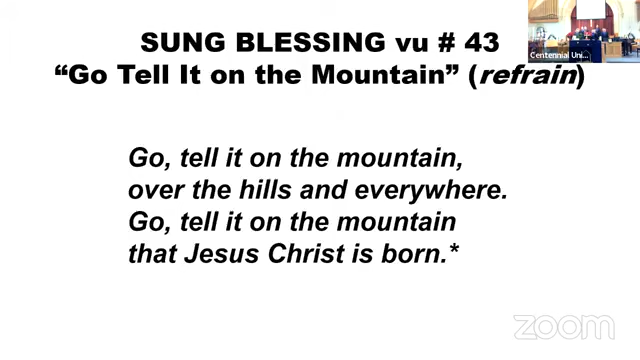 SUNG BLESSING vu # 43
“Go Tell It on the Mountain” (refrain)
Centennial Uni...
Go, tell it on the mountain,
over the hills and everywhere.
Go, tell it on the mountain
that Jesus Christ is born.*
zoom